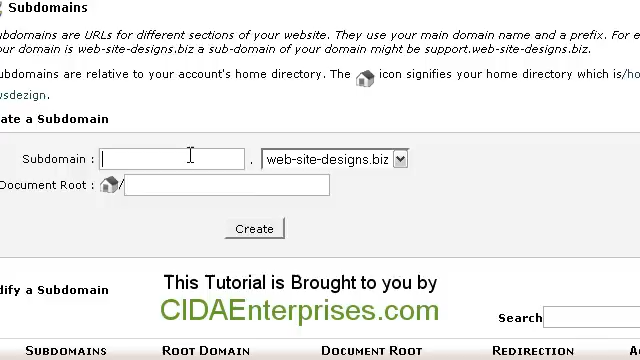 Subdomains
ubdomains are URLs for different sections of your website. They use your main domain name and a prefix. For e
our domain is web-site-designs.biz a sub-domain of your domain might be support.web-site-designs.biz.
ubdomains are relative to your account's home directory. The icon signifies your home directory which is/ho
usdezign.
ate a Subdomain
Subdomain : . web-site-designs.biz
Document Root : /
Create
dify a Subdomain
This Tutorial is Brought to you by
CIDAEnterprises.com
Search
SUBDOMAINS ROOT DOMAIN DOCUMENT ROOT REDIRECTION A